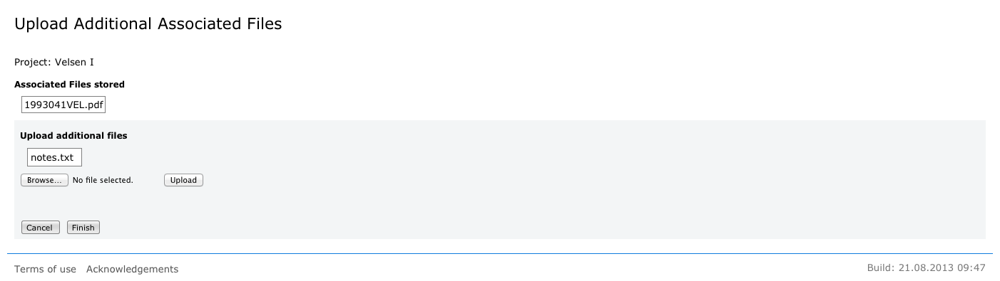 Upload Additional Associated Files
Project: Velsen I
Associated Files stored
1993041VEL.pdf
Upload additional files
notes.txt
Browse... No file selected. Upload
Cancel Finish
Terms of use Acknowledgements Build: 21.08.2013 09:47